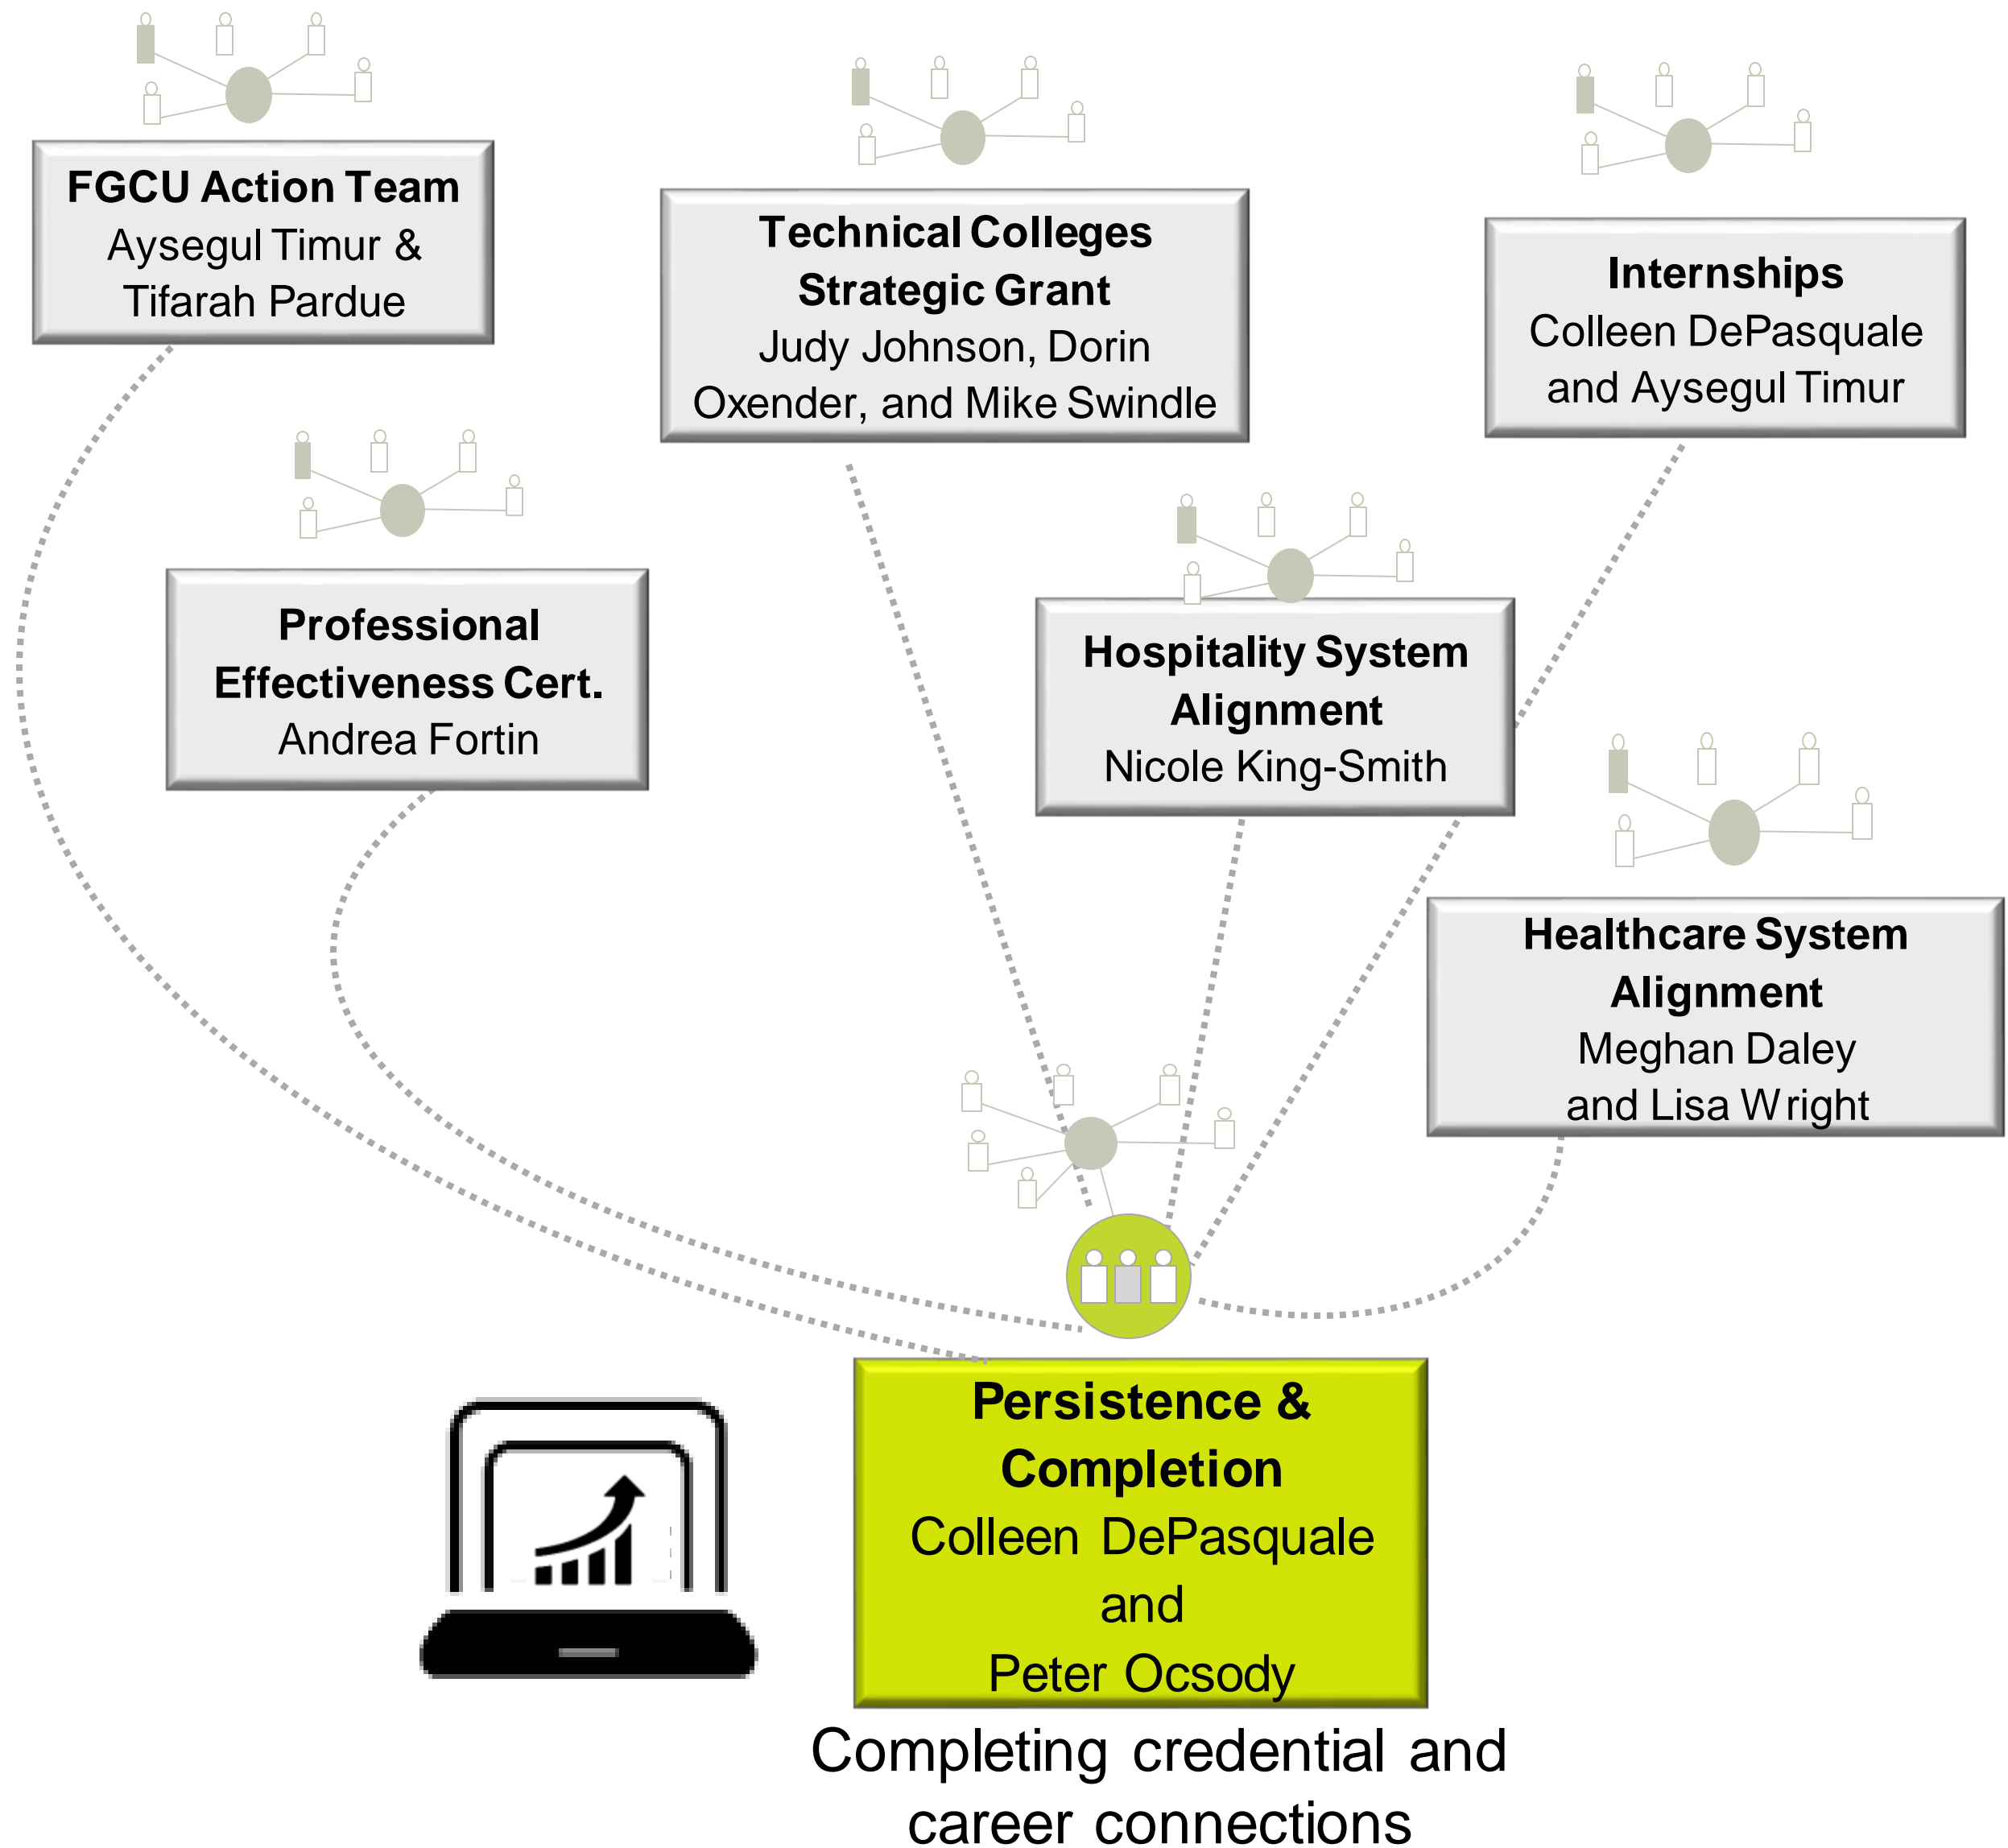 FGCU Action Team
Aysegul Timur &
Tifarah Pardue
Technical Colleges
Strategic Grant
Judy Johnson, Dorin
Oxender, and Mike Swindle
Internships
Colleen DePasquale
and Aysegul Timur
Professional
Effectiveness Cert.
Andrea Fortin
Hospitality System
Alignment
Nicole King-Smith
Healthcare System
Alignment
Meghan Daley
and Lisa Wright
Persistence &
Completion
Colleen DePasquale
and
Peter Ocsody
Completing credential and
career connections